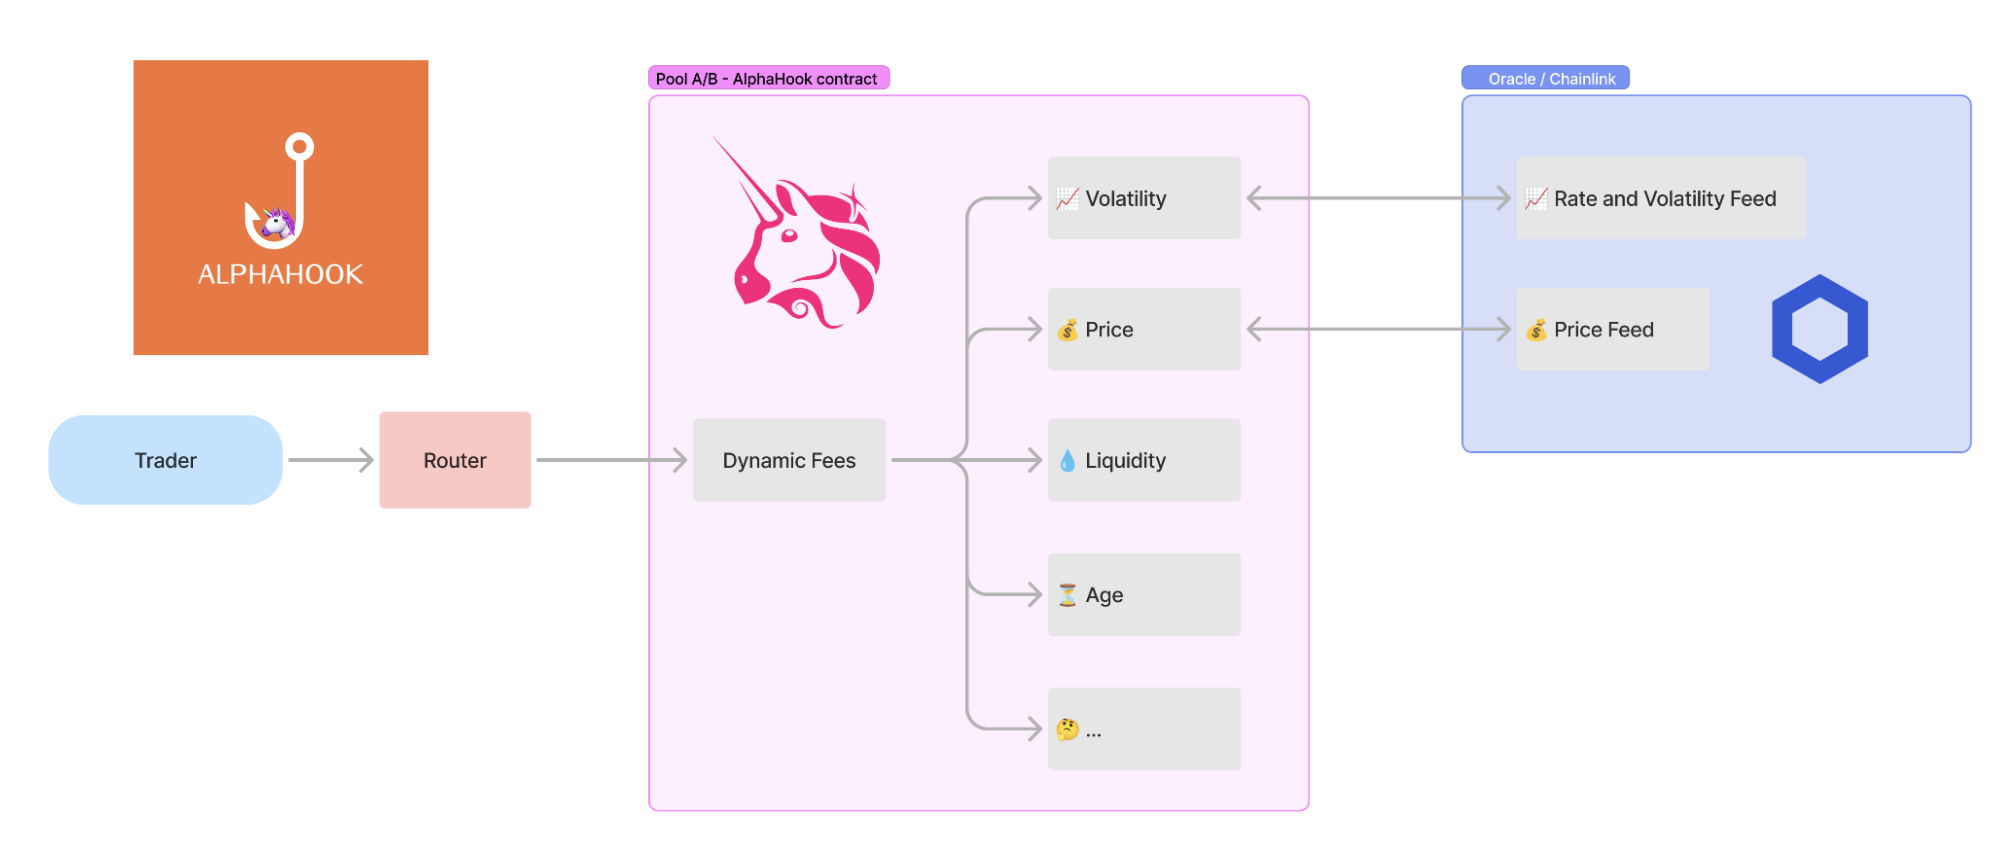 ALPHAHOOK
Pool A/B - AlphaHook contract
Oracle / Chainlink
📈 Volatility
📈 Rate and Volatility Feed
💰 Price
💰 Price Feed
Trader
Router
Dynamic Fees
💧 Liquidity
⏳ Age
🤔 ...